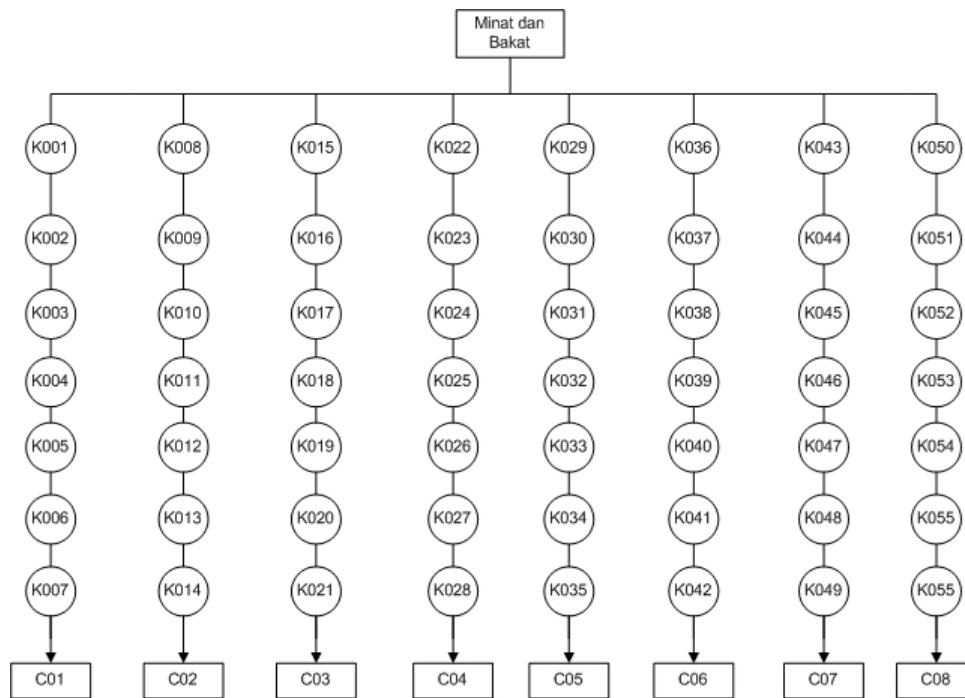 Minat dan
Bakat
K001 K008 K015 K022 K029 K036 K043 K050
K002 K009 K016 K023 K030 K037 K044 K051
K003 K010 K017 K024 K031 K038 K045 K052
K004 K011 K018 K025 K032 K039 K046 K053
K005 K012 K019 K026 K033 K040 K047 K054
K006 K013 K020 K027 K034 K041 K048 K055
K007 K014 K021 K028 K035 K042 K049 K055
C01 C02 C03 C04 C05 C06 C07 C08